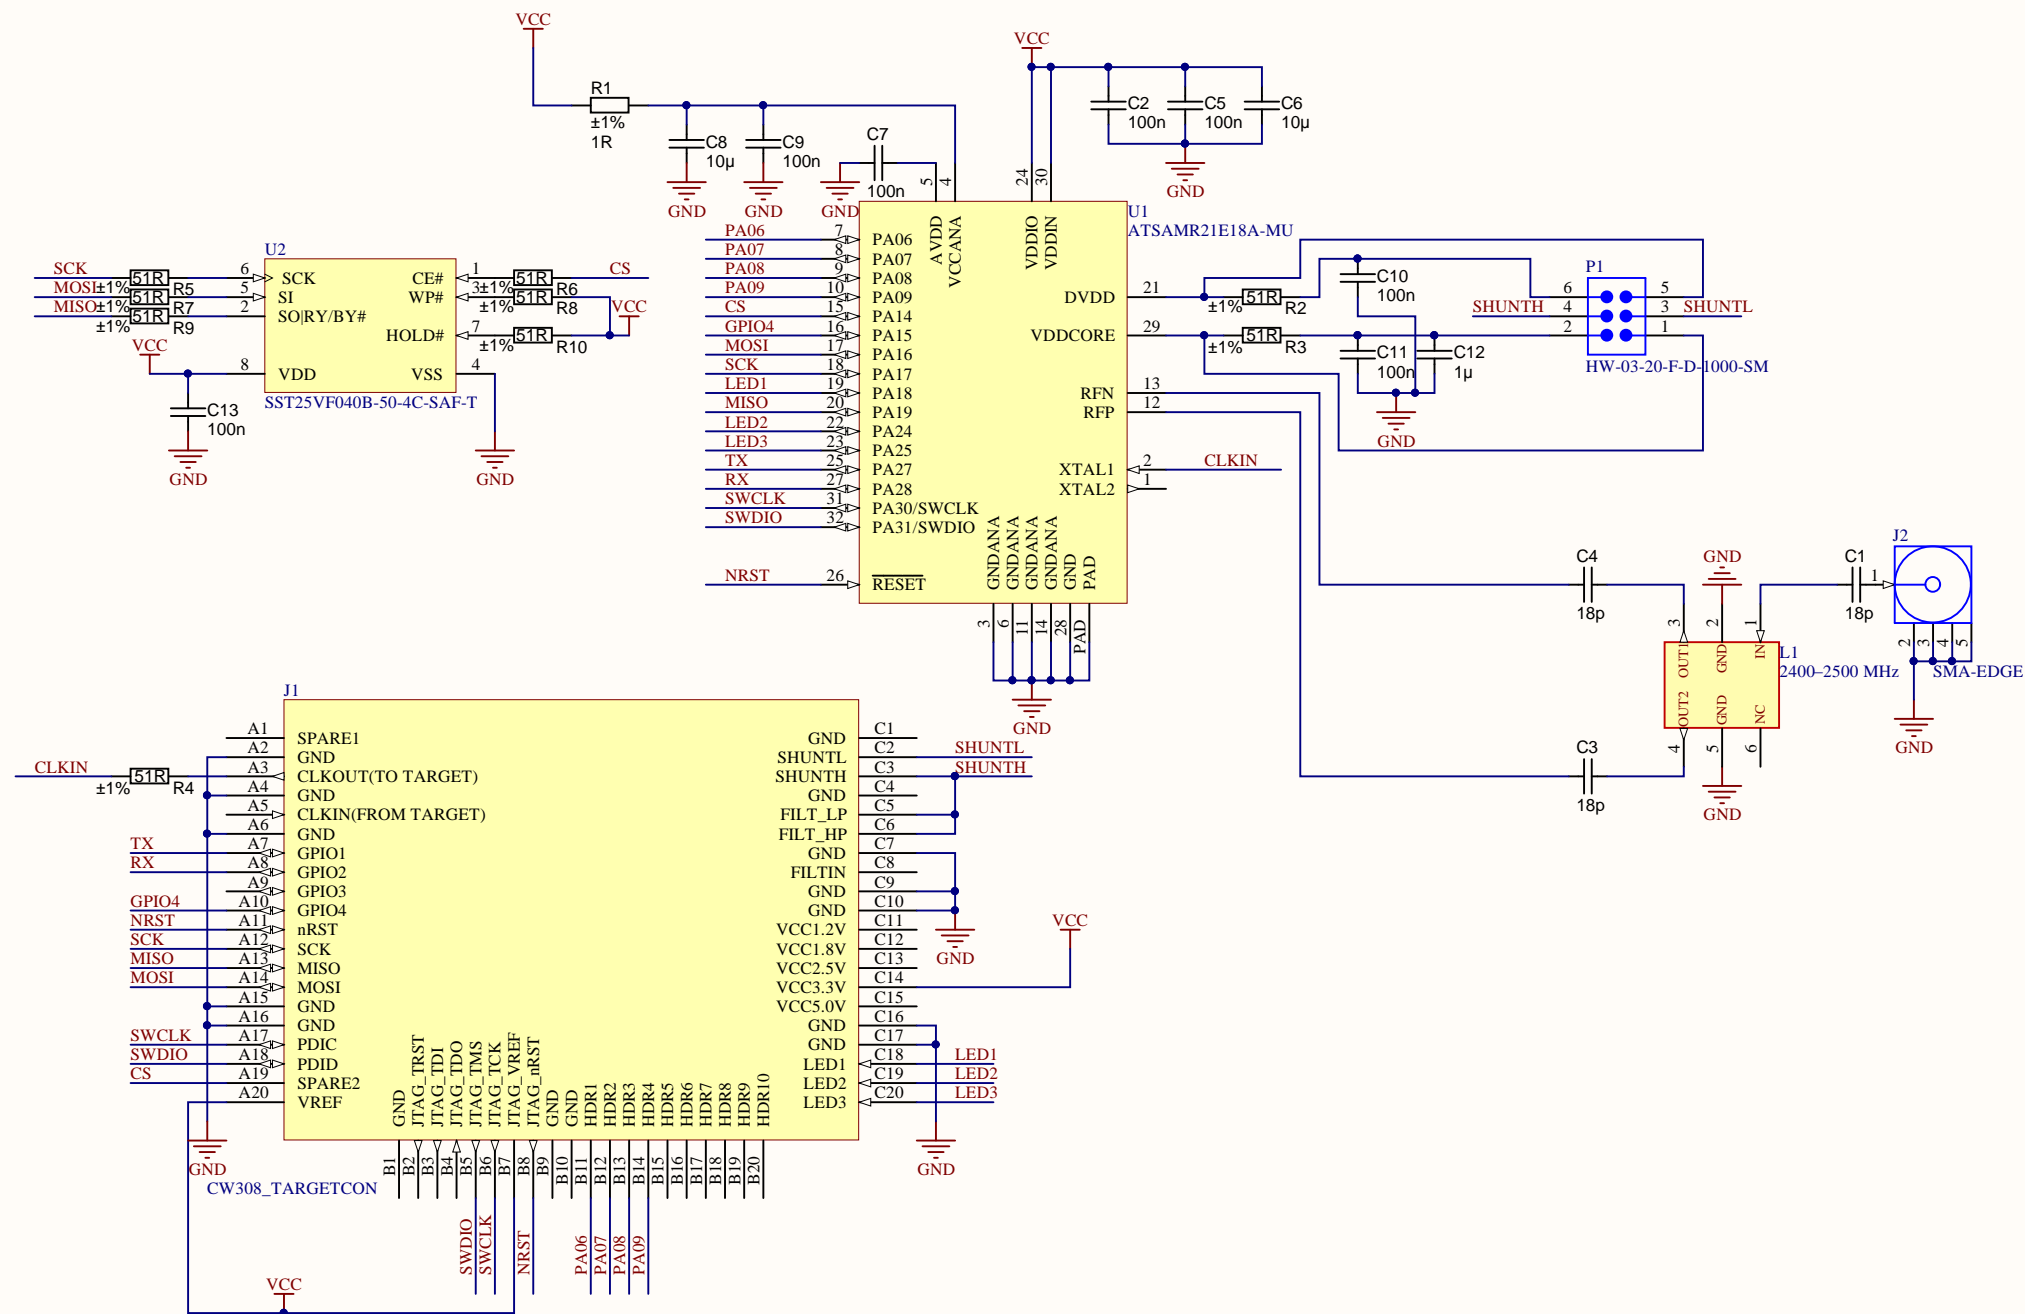 VCC
R1
±1%
1R
C8
10µ
C9
100n
C7
100n
GND
GND
GND
VCC
C2
100n
C5
100n
C6
10µ
GND
5
4
24
30
U1
ATSAMR21E18A-MU
AVDD
VCCANA
VDDIO
VDDIN
PA06 7 PA06
PA07 8 PA07
PA08 9 PA08
PA09 10 PA09
CS 15 PA14
GPIO4 16 PA15
MOSI 17 PA16
SCK 18 PA17
LED1 19 PA18
MISO 20 PA19
LED2 22 PA24
LED3 23 PA25
TX 25 PA27
RX 27 PA28
SWCLK 31 PA30/SWCLK
SWDIO 32 PA31/SWDIO
NRST 26 RESET
DVDD 21
VDDCORE 29
RFN 13
RFP 12
XTAL1 2 CLKIN
XTAL2 1
GNDANA
GNDANA
GNDANA
GNDANA
GND
PAD
3
6
11
14
28
PAD
GND
±1% 51R R2
±1% 51R R3
C10
100n
C11
100n
C12
1µ
GND
P1
6 5
SHUNTH 4 3 SHUNTL
2 1
HW-03-20-F-D-1000-SM
U2
SCK 51R 6 SCK
±1% R5
MOSI 51R 5 SI
±1% R7
MISO 51R 2 SO|RY/BY#
±1% R9
VCC
8 VDD
C13
100n
GND
CE# 1 51R CS
±1% R6
WP# 3 51R
±1% R8
VCC
HOLD# 7 51R
±1% R10
VSS 4
SST25VF040B-50-4C-SAF-T
GND
C4
18p
C3
18p
GND
3
2
1
OUT1
GND
IN
OUT2
GND
NC
4
5
6
GND
L1
2400–2500 MHz
C1
18p
J2
1
2
3
4
5
SMA-EDGE
GND
J1
A1 SPARE1
A2 GND
CLKIN 51R A3 CLKOUT(TO TARGET)
±1% R4
A4 GND
A5 CLKIN(FROM TARGET)
A6 GND
TX A7 GPIO1
RX A8 GPIO2
A9 GPIO3
GPIO4 A10 GPIO4
NRST A11 nRST
SCK A12 SCK
MISO A13 MISO
MOSI A14 MOSI
A15 GND
A16 GND
SWCLK A17 PDIC
SWDIO A18 PDID
CS A19 SPARE2
A20 VREF
GND
CW308_TARGETCON
GND C1
SHUNTL C2 SHUNTL
SHUNTH C3 SHUNTH
GND C4
FILT_LP C5
FILT_HP C6
GND C7
FILTIN C8
GND C9
GND C10
VCC1.2V C11
VCC1.8V C12
VCC2.5V C13
VCC3.3V C14
VCC5.0V C15
GND C16
GND C17
LED1 C18 LED1
LED2 C19 LED2
LED3 C20 LED3
GND
VCC
GND
GND
JTAG_TRST
JTAG_TDI
JTAG_TDO
JTAG_TMS
JTAG_TCK
JTAG_VREF
JTAG_nRST
GND
GND
HDR1
HDR2
HDR3
HDR4
HDR5
HDR6
HDR7
HDR8
HDR9
HDR10
B1
B2
B3
B4
B5
B6
B7
B8
B9
B10
B11
B12
B13
B14
B15
B16
B17
B18
B19
B20
SWDIO
SWCLK
NRST
PA06
PA07
PA08
PA09
VCC